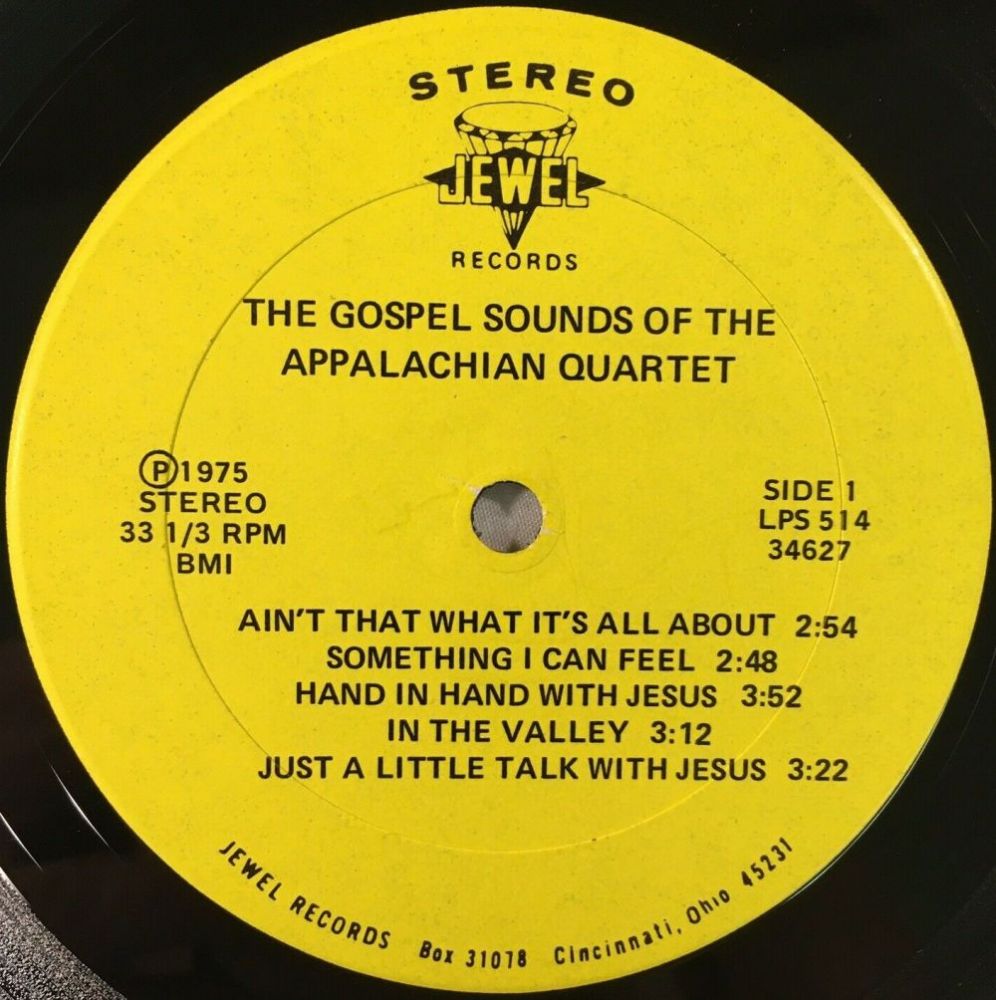 STEREO
JEWEL
RECORDS
THE GOSPEL SOUNDS OF THE
APPALACHIAN QUARTET
Ⓟ1975
STEREO
33 1/3 RPM
BMI
SIDE 1
LPS 514
34627
AIN'T THAT WHAT IT'S ALL ABOUT 2:54
SOMETHING I CAN FEEL 2:48
HAND IN HAND WITH JESUS 3:52
IN THE VALLEY 3:12
JUST A LITTLE TALK WITH JESUS 3:22
JEWEL RECORDS Box 31078 Cincinnati, Ohio 45231